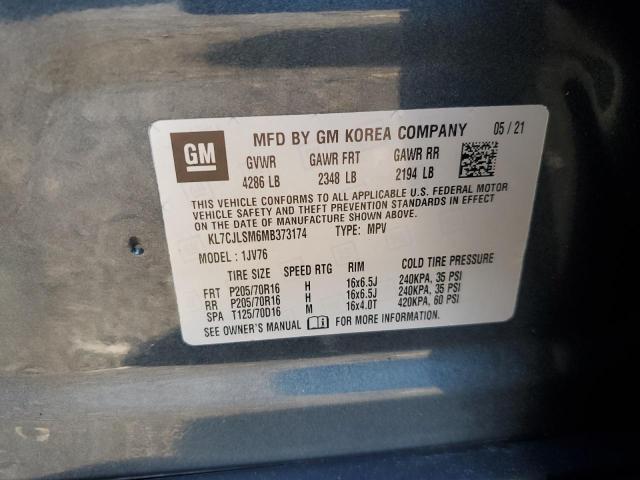 GM MFD BY GM KOREA COMPANY 05 / 21
GVWR GAWR FRT GAWR RR
4286 LB 2348 LB 2194 LB
THIS VEHICLE CONFORMS TO ALL APPLICABLE U.S. FEDERAL MOTOR
VEHICLE SAFETY AND THEFT PREVENTION STANDARDS IN EFFECT
ON THE DATE OF MANUFACTURE SHOWN ABOVE.
KL7CJLSM6MB373174 TYPE: MPV
MODEL : 1JV76
TIRE SIZE SPEED RTG RIM COLD TIRE PRESSURE
FRT P205/70R16 H 16x6.5J 240KPA, 35 PSI
RR P205/70R16 H 16x6.5J 240KPA, 35 PSI
SPA T125/70D16 M 16x4.0T 420KPA, 60 PSI
SEE OWNER'S MANUAL FOR MORE INFORMATION.